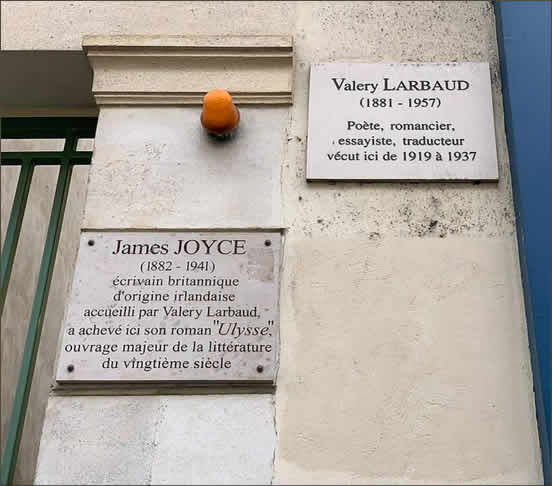 Valery LARBAUD
(1881 - 1957)
Poète, romancier,
essayiste, traducteur
vécut ici de 1919 à 1937
James JOYCE
(1882 - 1941)
écrivain britannique
d'origine irlandaise
accueilli par Valery Larbaud,
a achevé ici son roman "Ulysse",
ouvrage majeur de la littérature
du vingtième siècle